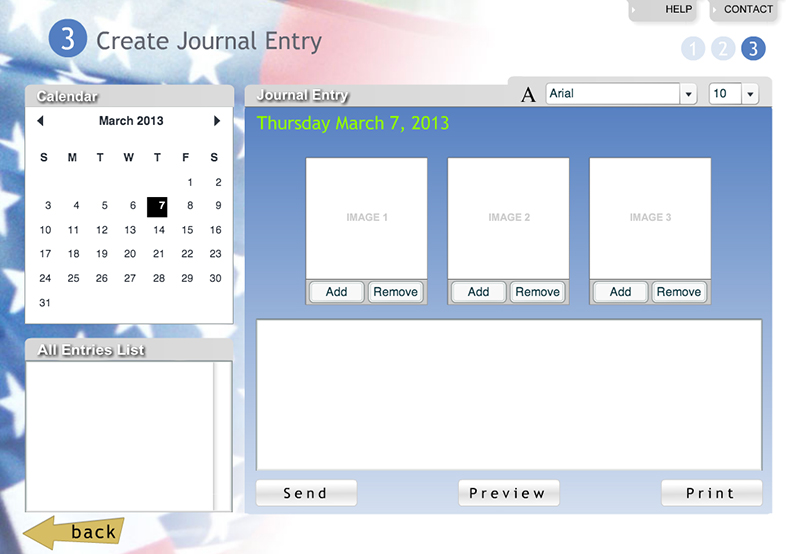 HELP CONTACT
3 Create Journal Entry
1 2 3
Calendar
March 2013
S M T W T F S
1 2
3 4 5 6 7 8 9
10 11 12 13 14 15 16
17 18 19 20 21 22 23
24 25 26 27 28 29 30
31
All Entries List
back
Journal Entry
A Arial 10
Thursday March 7, 2013
IMAGE 1 IMAGE 2 IMAGE 3
Add Remove Add Remove Add Remove
Send Preview Print